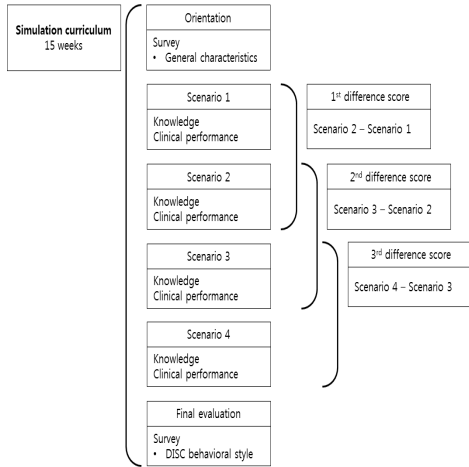 Simulation curriculum
15 weeks
Orientation
Survey
• General characteristics
Scenario 1
Knowledge
Clinical performance
1st difference score
Scenario 2 – Scenario 1
Scenario 2
Knowledge
Clinical performance
2nd difference score
Scenario 3 – Scenario 2
Scenario 3
Knowledge
Clinical performance
3rd difference score
Scenario 4 – Scenario 3
Scenario 4
Knowledge
Clinical performance
Final evaluation
Survey
• DISC behavioral style